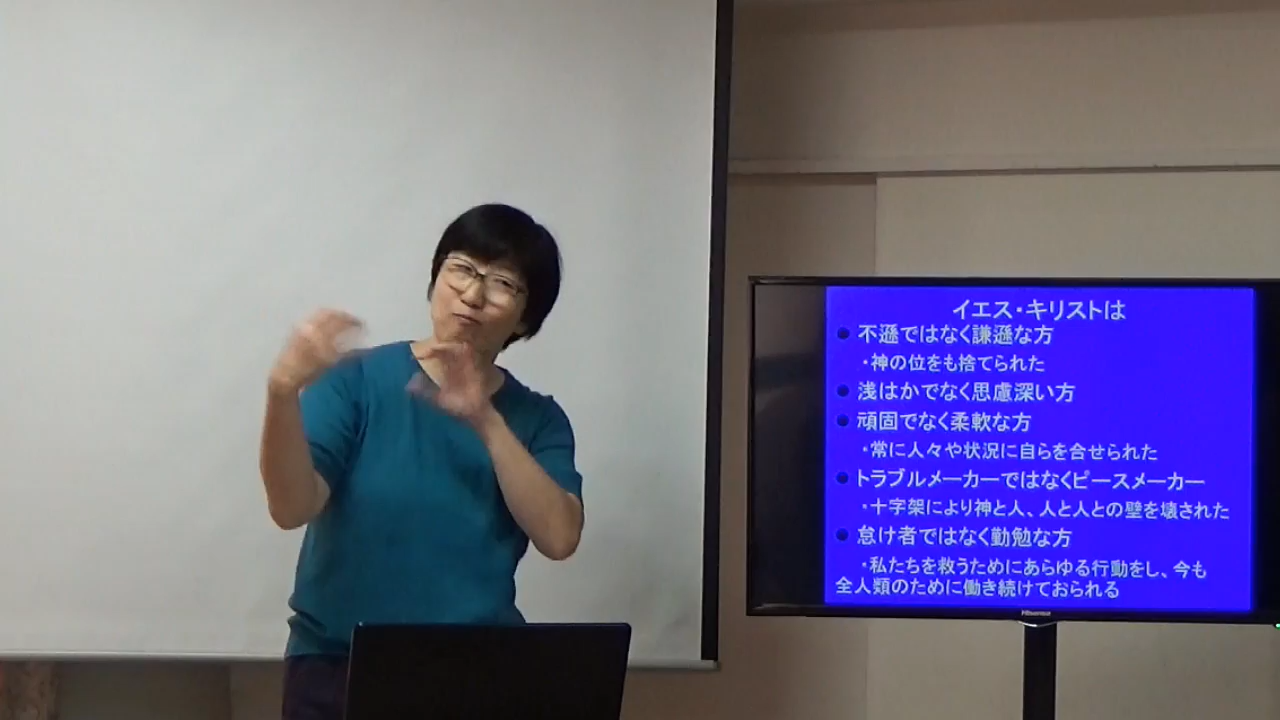 イエス・キリストは
● 不遜ではなく謙遜な方
・神の位をも捨てられた
● 浅はかでなく思慮深い方
● 頑固でなく柔軟な方
・常に人々や状況に自らを合せられた
● トラブルメーカーではなくピースメーカー
・十字架により神と人、人と人との壁を壊された
● 怠け者ではなく勤勉な方
・私たちを救うためにあらゆる行動をし、今も
全人類のために働き続けておられる
Hisense